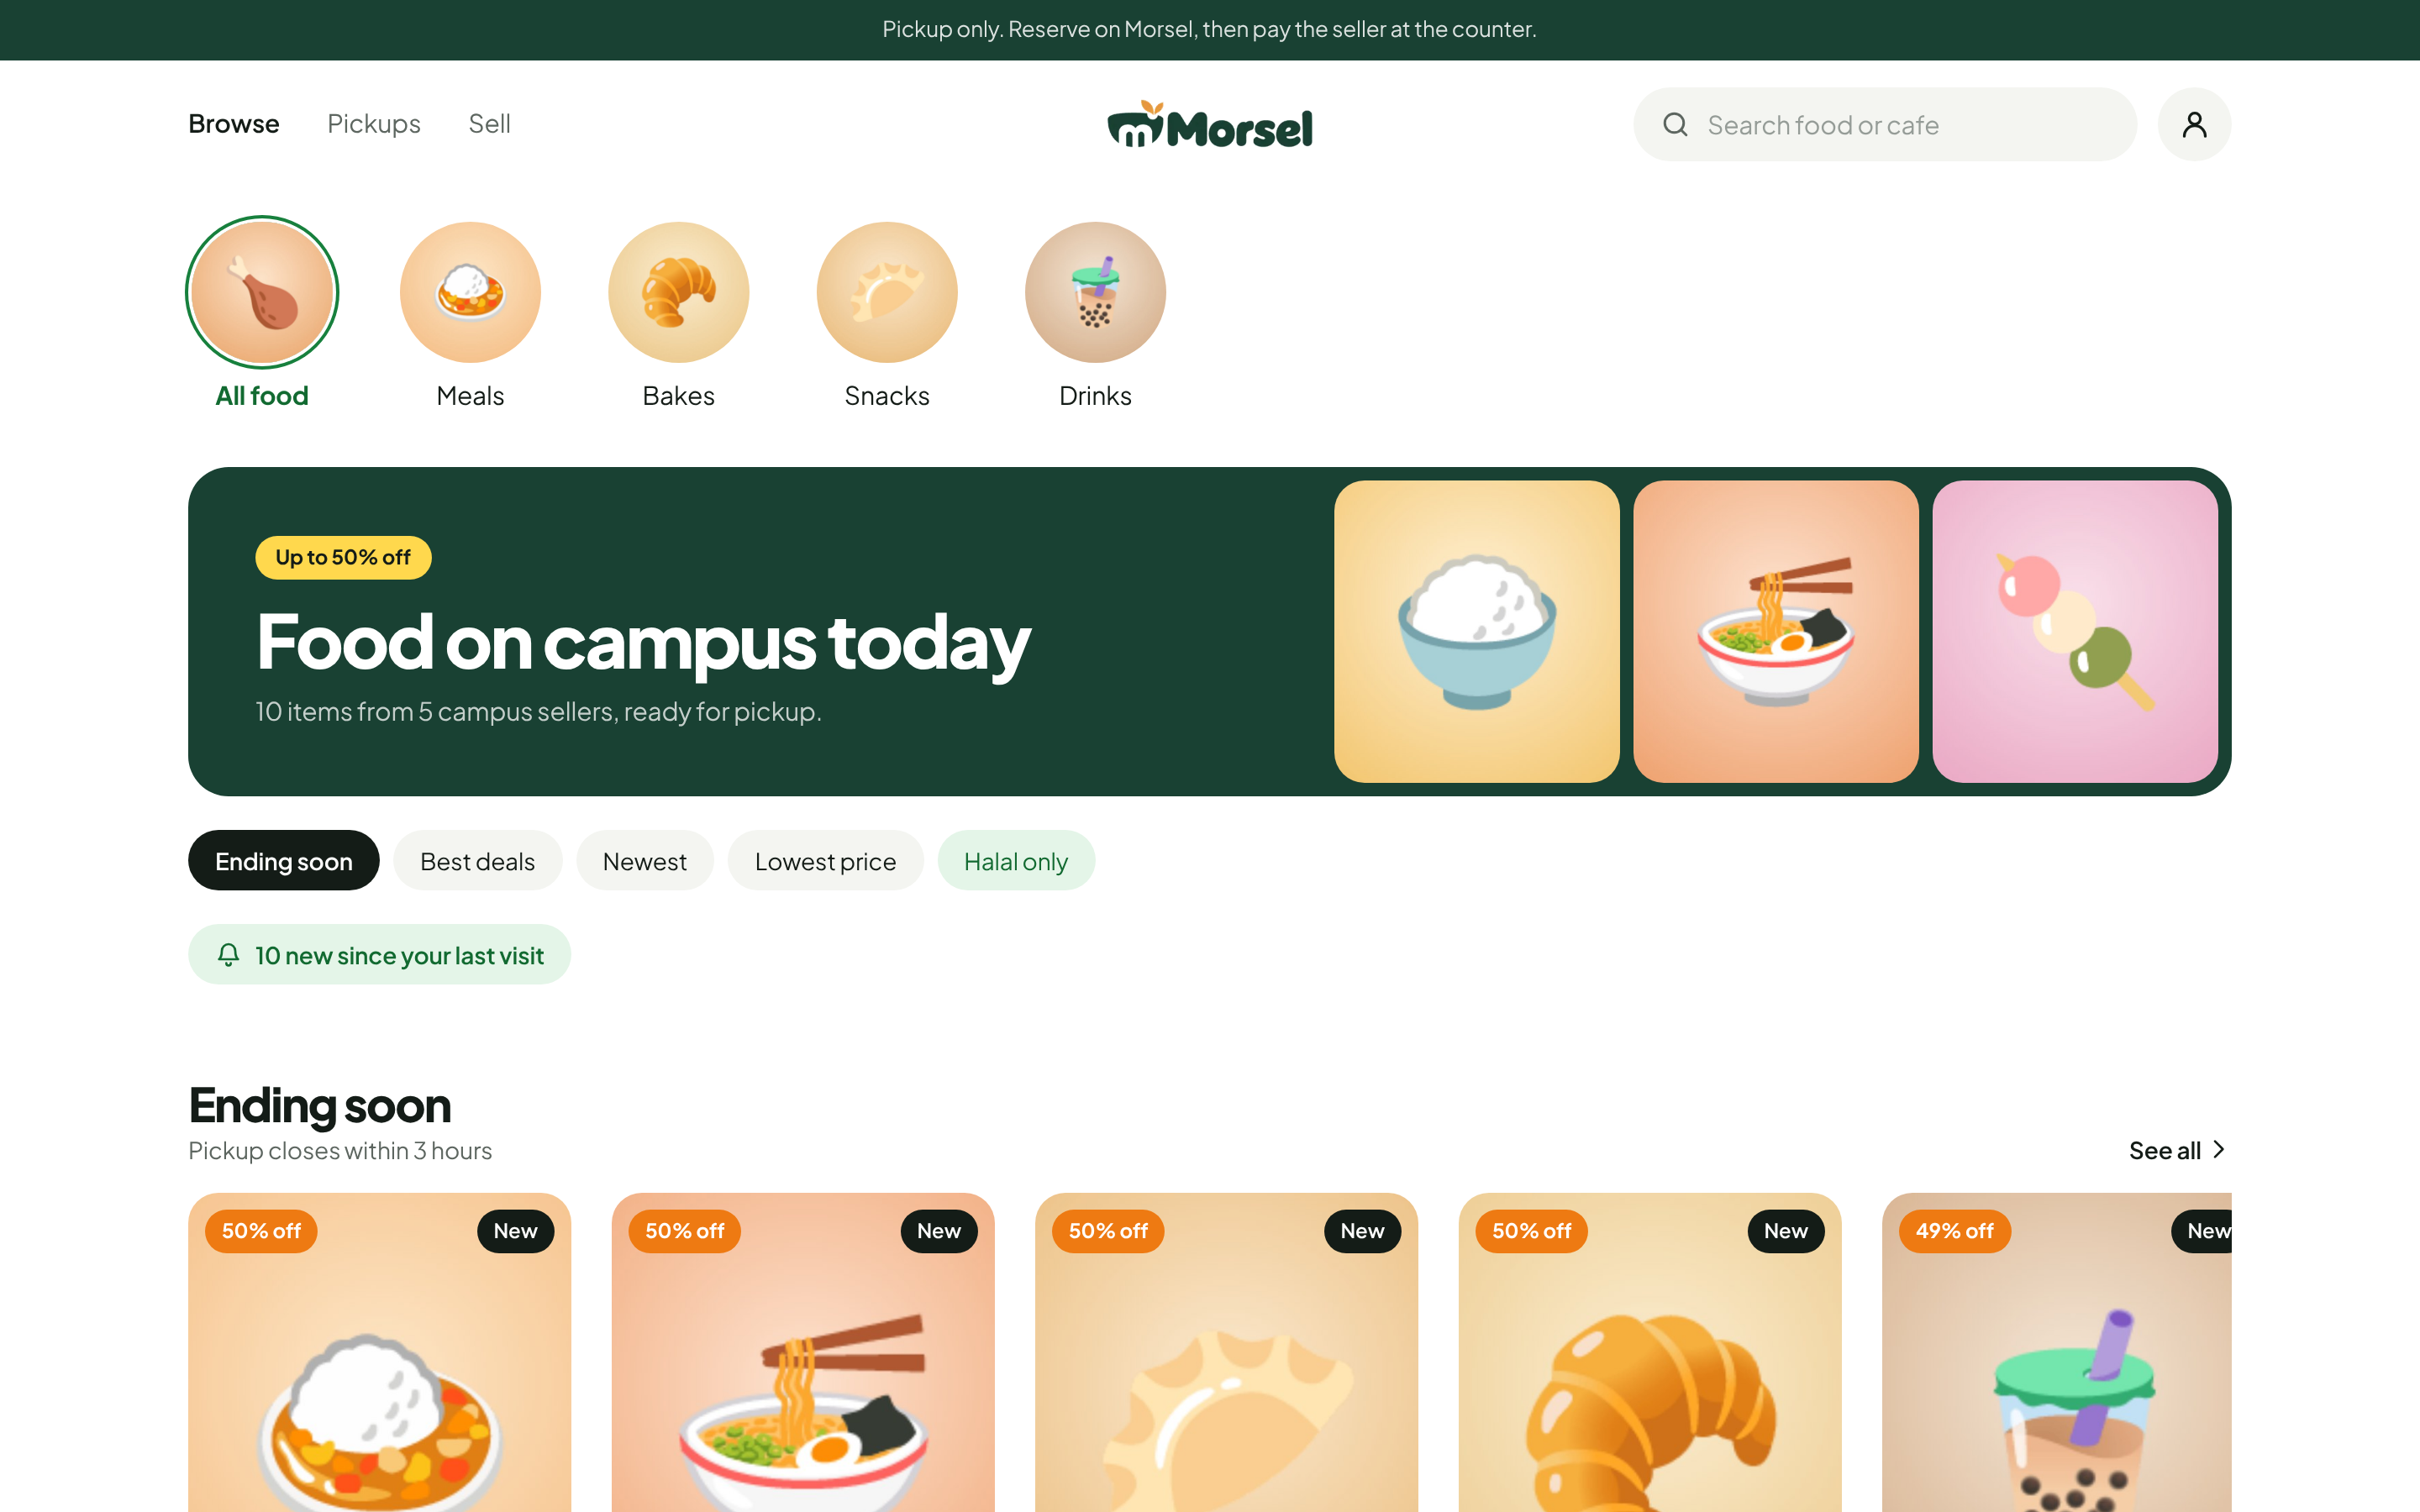 Pickup only. Reserve on Morsel, then pay the seller at the counter.
Browse
Pickups
Sell
Morsel
Search food or cafe
All food
Meals
Bakes
Snacks
Drinks
Up to 50% off
Food on campus today
10 items from 5 campus sellers, ready for pickup.
Ending soon
Best deals
Newest
Lowest price
Halal only
10 new since your last visit
Ending soon
Pickup closes within 3 hours
See all
50% off
New
50% off
New
50% off
New
50% off
New
49% off
New